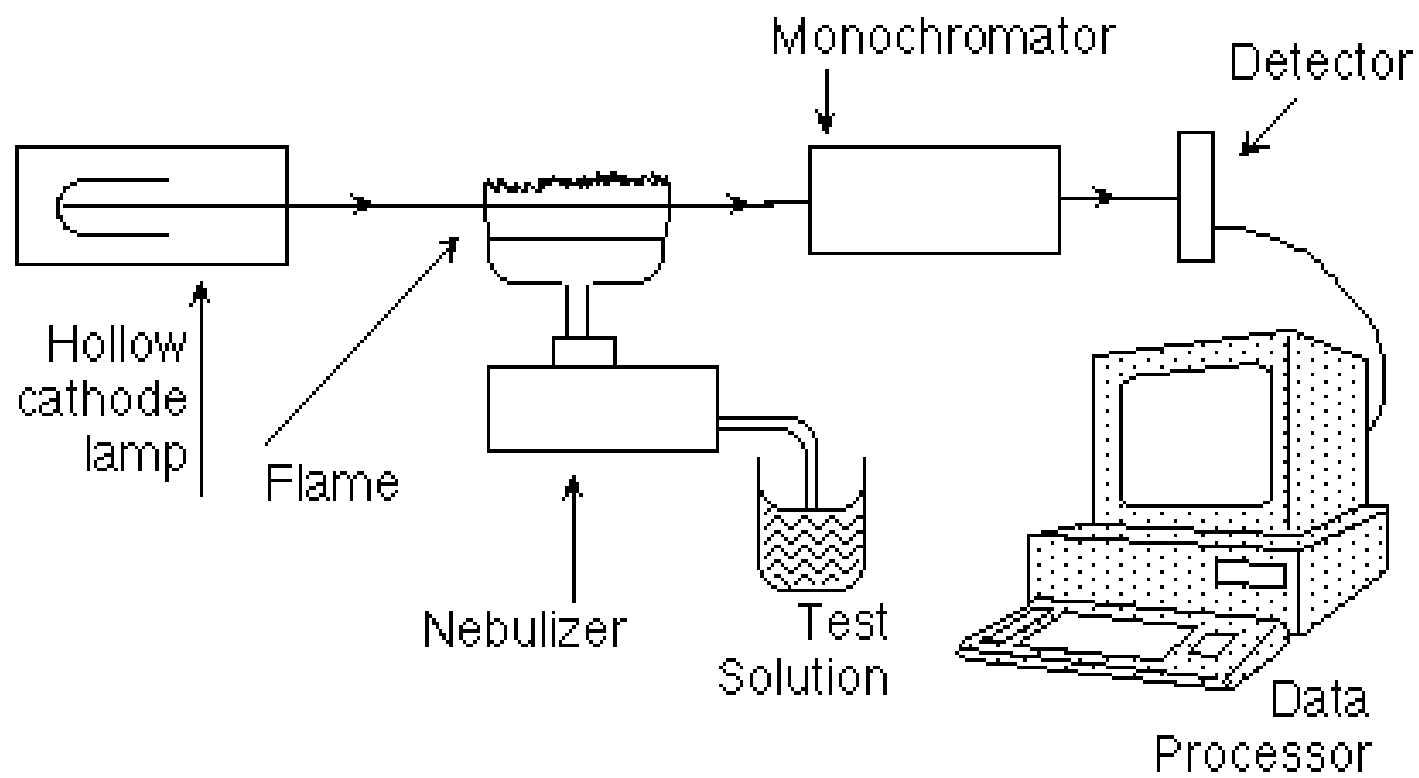 Monochromator
Detector
Hollow
cathode
lamp
Flame
Nebulizer
Test
Solution
Data
Processor